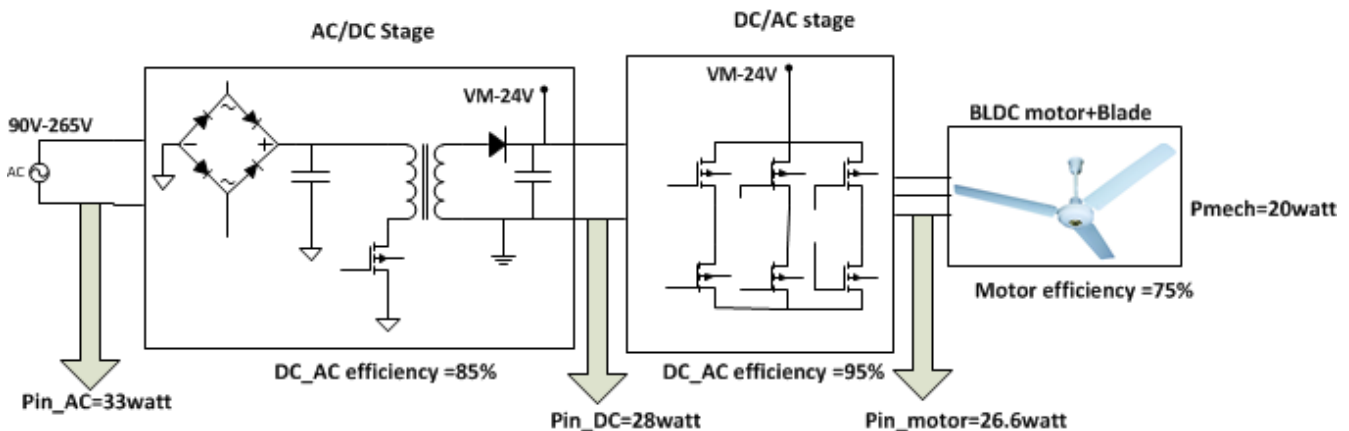 AC/DC Stage
DC/AC stage
VM-24V
VM-24V
90V-265V
BLDC motor+Blade
AC
Pmech=20watt
Motor efficiency =75%
DC_AC efficiency =85%
DC_AC efficiency =95%
Pin_AC=33watt
Pin_DC=28watt
Pin_motor=26.6watt